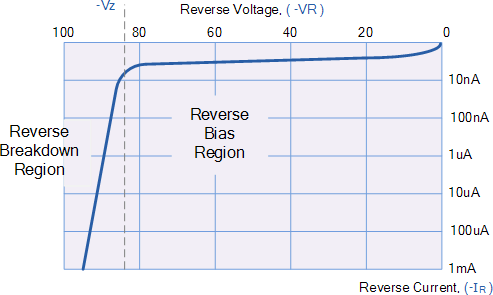 -Vz
Reverse Voltage, ( -VR )
100 80 60 40 20 0
10nA
100nA
1uA
10uA
100uA
1mA
Reverse
Bias
Region
Reverse
Breakdown
Region
Reverse Current, (-IR )